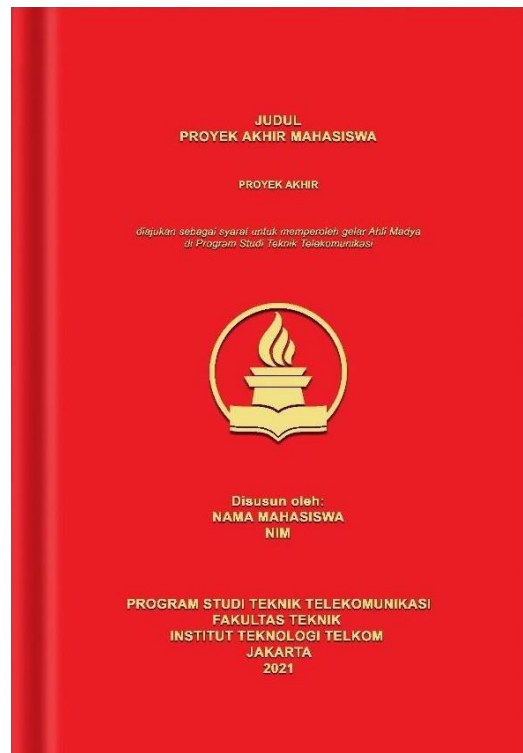 JUDUL
PROYEK AKHIR MAHASISWA
PROYEK AKHIR
diajukan sebagai syarat untuk memperoleh gelar Ahli Madya
di Program Studi Teknik Telekomunikasi
Disusun oleh:
NAMA MAHASISWA
NIM
PROGRAM STUDI TEKNIK TELEKOMUNIKASI
FAKULTAS TEKNIK
INSTITUT TEKNOLOGI TELKOM
JAKARTA
2021